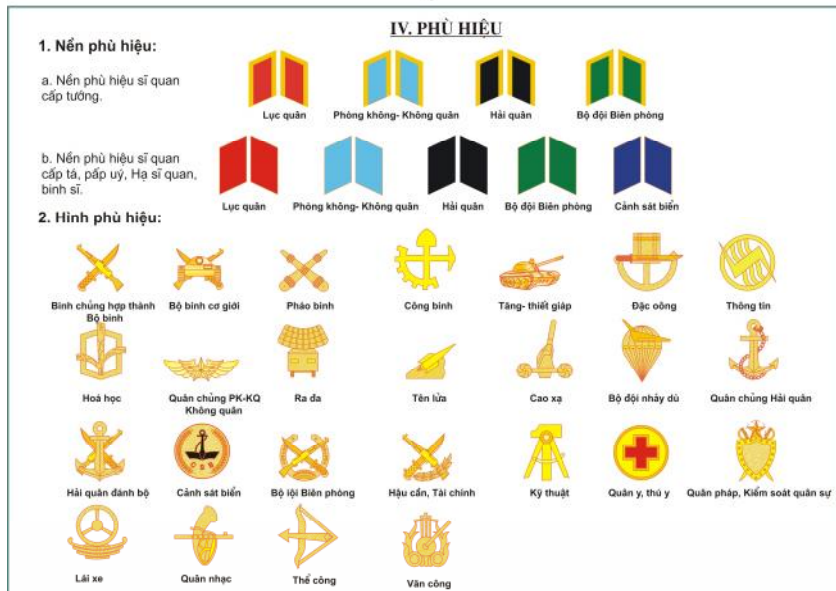 IV. PHÙ HIỆU
1. Nền phù hiệu:
a. Nền phù hiệu sĩ quan
cấp tướng.
Lục quân
Phòng không- Không quân
Hải quân
Bộ đội Biên phòng
b. Nền phù hiệu sĩ quan
cấp tá, pấp uý, Hạ sĩ quan,
binh sĩ.
Lục quân
Phòng không- Không quân
Hải quân
Bộ đội Biên phòng
Cảnh sát biển
2. Hình phù hiệu:
Binh chủng hợp thành
Bộ binh
Bộ binh cơ giới
Pháo binh
Công binh
Tăng- thiết giáp
Đặc oông
Thông tin
Hoá học
Quân chủng PK-KQ
Không quân
Ra đa
Tên lửa
Cao xạ
Bộ đội nhảy dù
Quân chủng Hải quân
Hải quân đánh bộ
CSB
Cảnh sát biển
Bộ iội Biên phòng
Hậu cần, Tài chính
Kỹ thuật
Quân y, thú y
Quân pháp, Kiểm soát quân sự
Lái xe
Quân nhạc
Thể công
Văn công